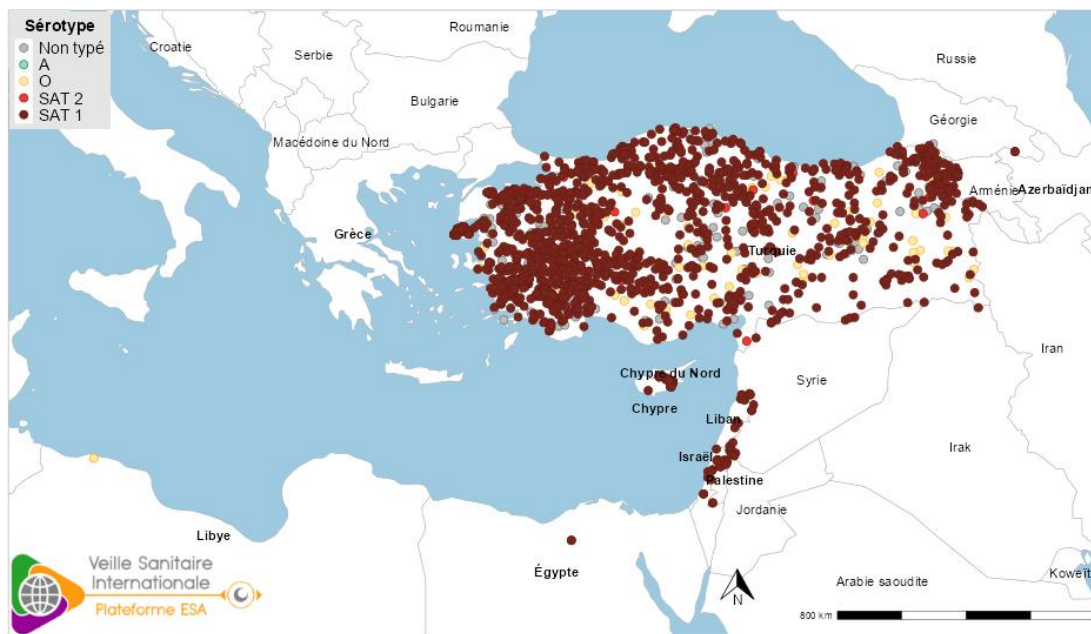 Sérotype
Non typé
A
O
SAT 2
SAT 1
Roumanie
Croatie
Serbie
Russie
Bulgarie
Géorgie
Macédoine du Nord
Arménie
Azerbaïdjan
Grèce
Turquie
Iran
Chypre du Nord
Syrie
Chypre
Liban
Irak
Israël
Palestine
Jordanie
Libye
Égypte
Koweït
Arabie saoudite
N
800 km
Veille Sanitaire
Internationale
Plateforme ESA